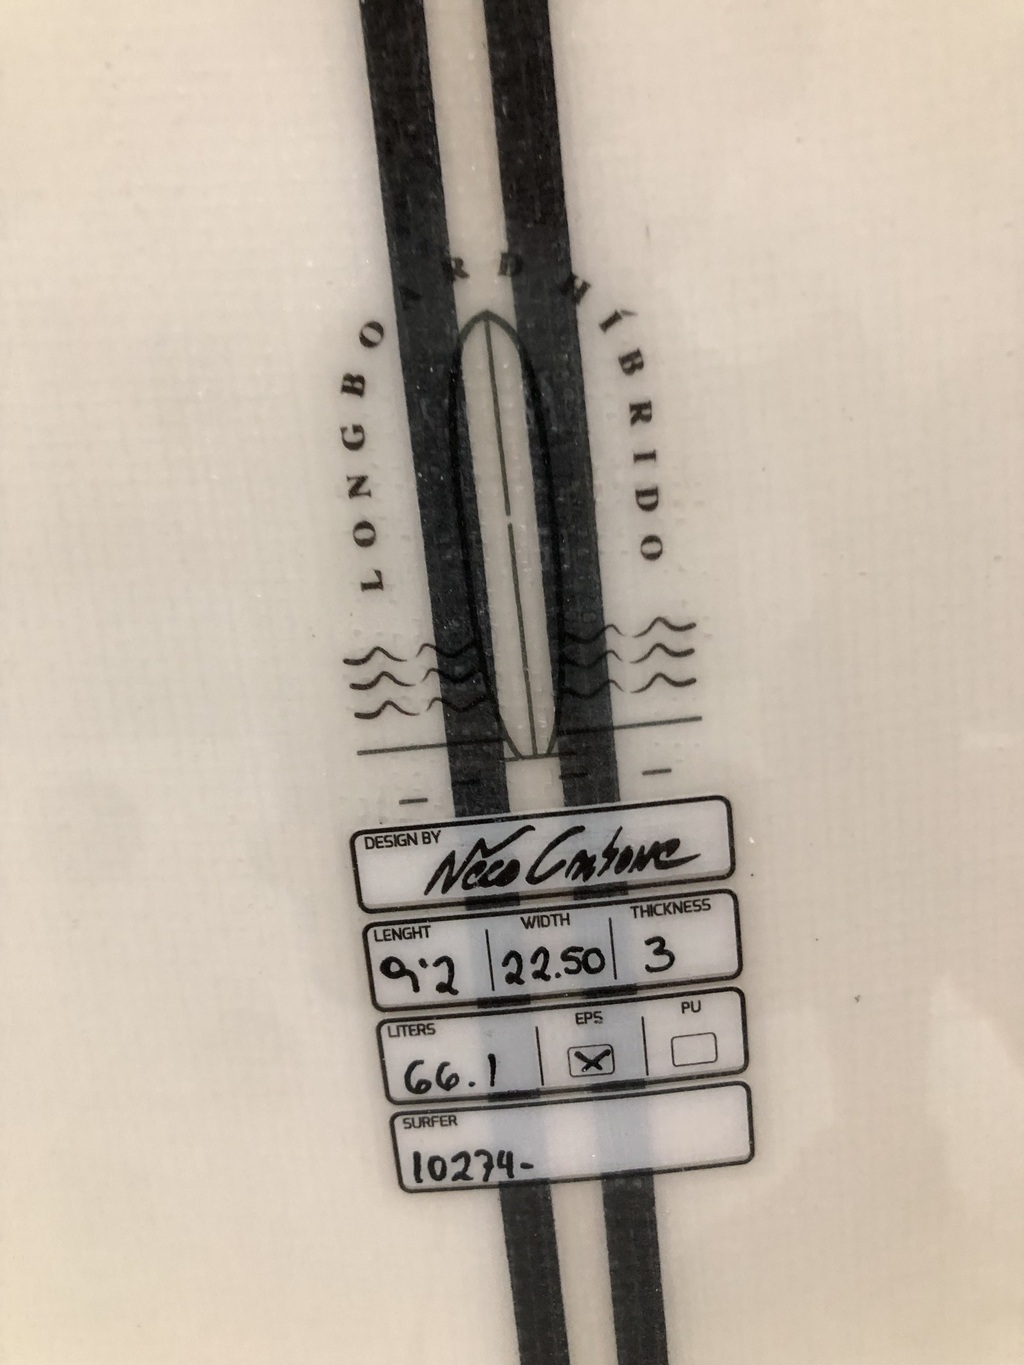 LONGBOARD HÍBRIDO
DESIGN BY Neco Carbone
LENGHT WIDTH THICKNESS
9'2 22.50 3
LITERS EPS PU
66.1 X
SURFER
10274-